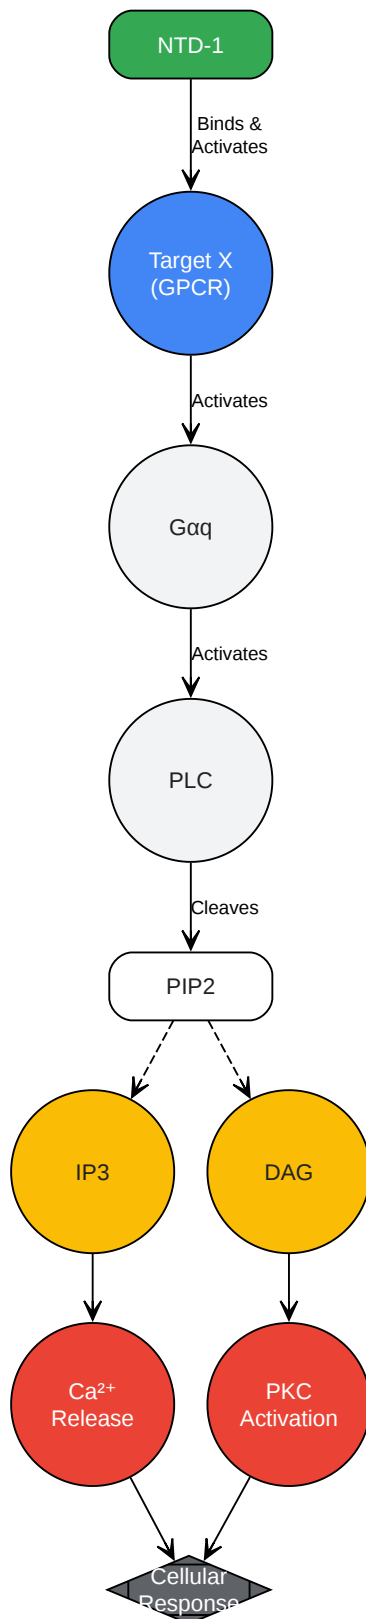 NTD-1
Binds &
Activates
Target X
(GPCR)
Activates
Gαq
Activates
PLC
Cleaves
PIP2
IP3
DAG
Ca²⁺
Release
PKC
Activation
Cellular
Response